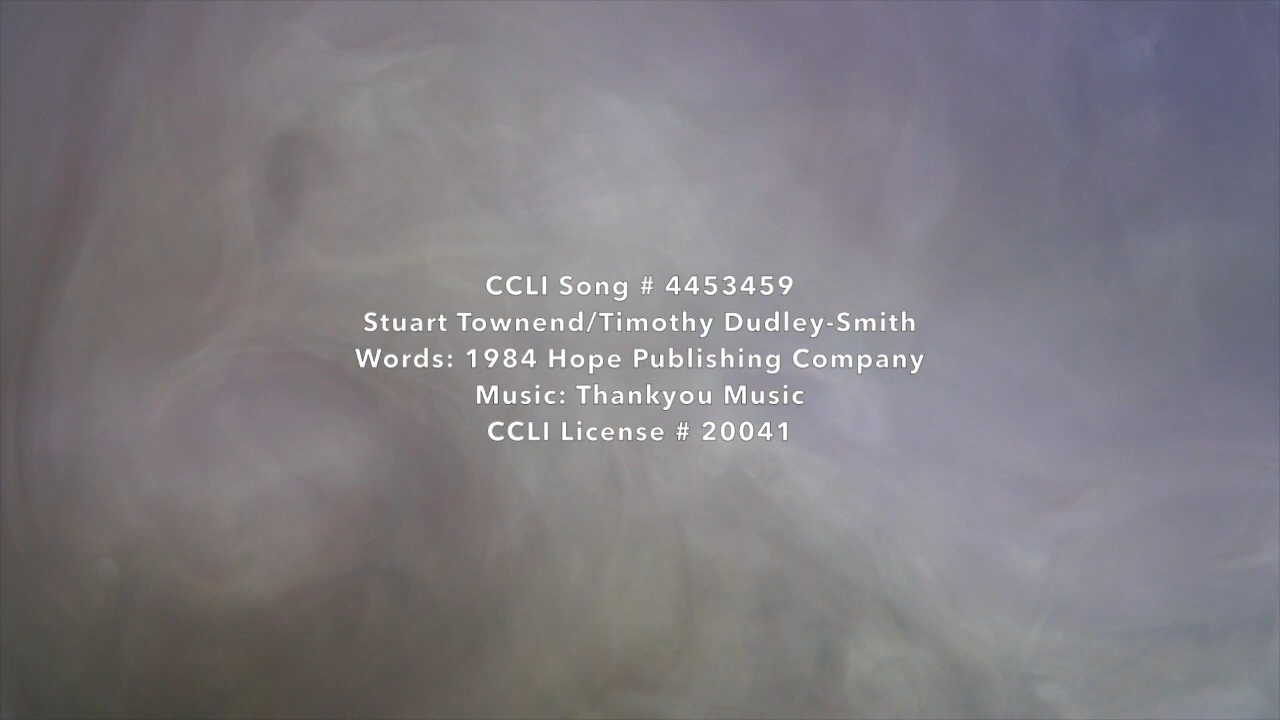 CCLI Song # 4453459
Stuart Townend/Timothy Dudley-Smith
Words: 1984 Hope Publishing Company
Music: Thankyou Music
CCLI License # 20041